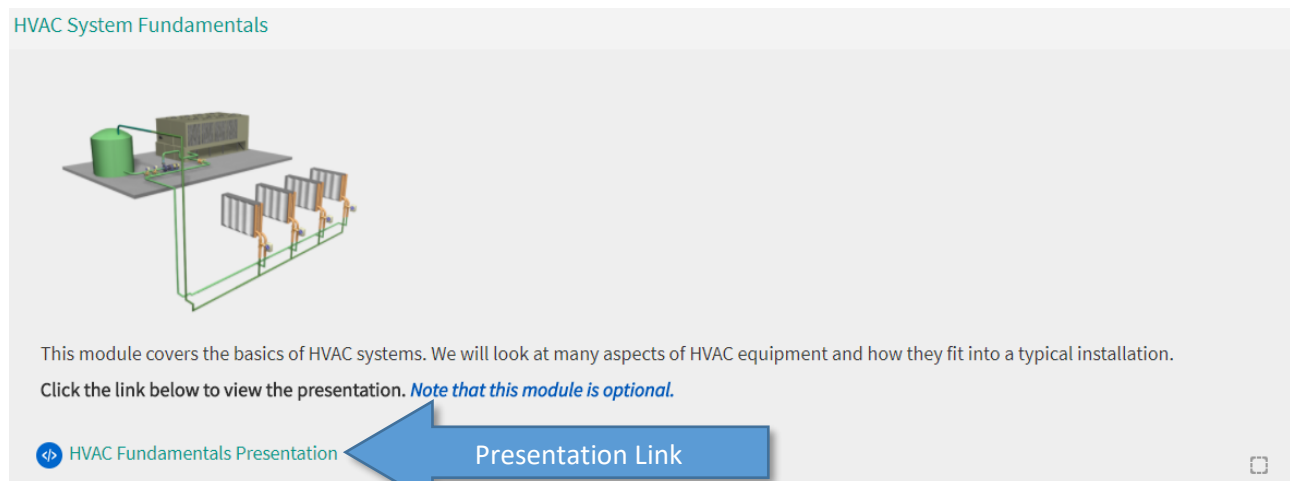 HVAC System Fundamentals
This module covers the basics of HVAC systems. We will look at many aspects of HVAC equipment and how they fit into a typical installation.
Click the link below to view the presentation. Note that this module is optional.
</> HVAC Fundamentals Presentation Presentation Link